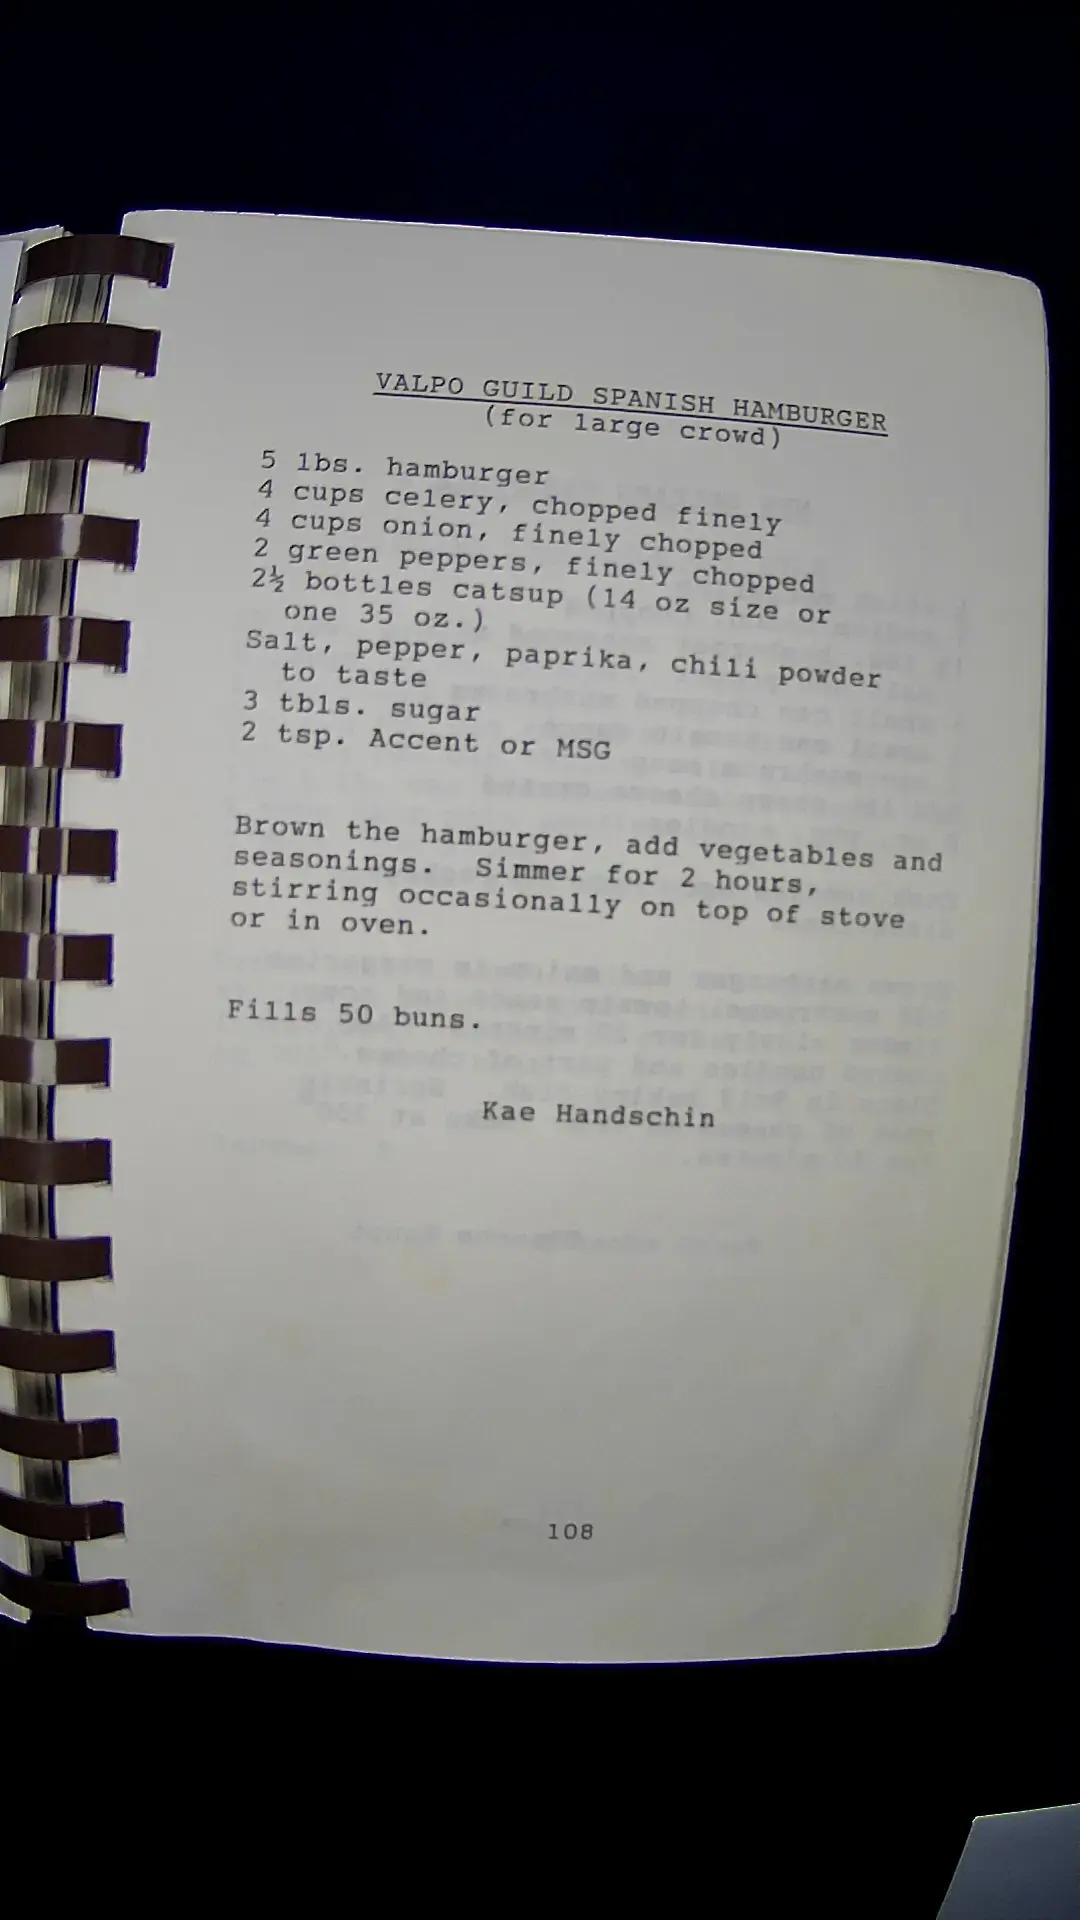 VALPO GUILD SPANISH HAMBURGER
(for large crowd)
5 lbs. hamburger
4 cups celery, chopped finely
4 cups onion, finely chopped
2 green peppers, finely chopped
2½ bottles catsup (14 oz size or
one 35 oz.)
Salt, pepper, paprika, chili powder
to taste
3 tbls. sugar
2 tsp. Accent or MSG
Brown the hamburger, add vegetables and
seasonings. Simmer for 2 hours,
stirring occasionally on top of stove
or in oven.
Fills 50 buns.
Kae Handschin
108